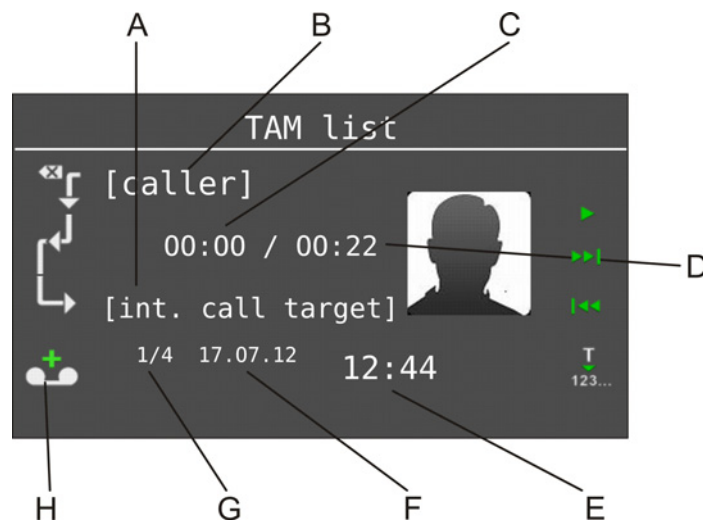 A B C
TAM list
[caller]
00:00 / 00:22
D
[int. call target]
1/4 17.07.12 12:44
T
123...
H G F E